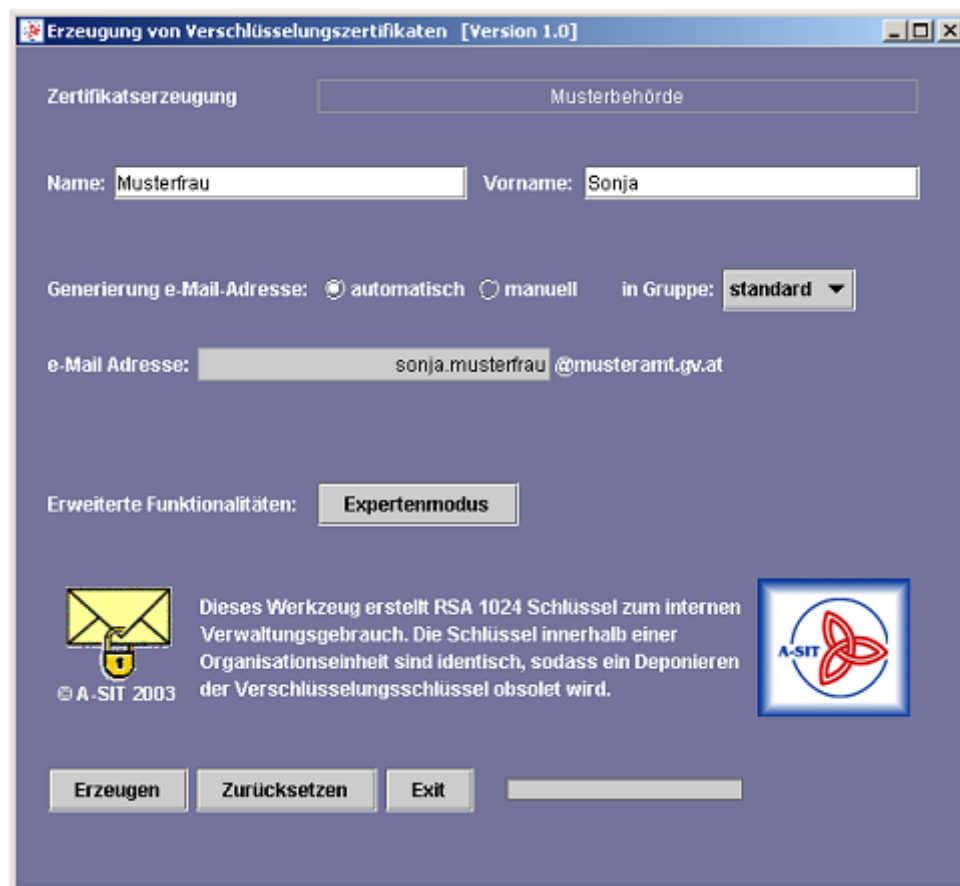 Erzeugung von Verschlüsselungszertifikaten [Version 1.0]
Zertifikatserzeugung Musterbehörde
Name: Musterfrau Vorname: Sonja
Generierung e-Mail-Adresse: automatisch manuell in Gruppe: standard
e-Mail Adresse: sonja.musterfrau @musteramt.gv.at
Erweiterte Funktionalitäten: Expertenmodus
Dieses Werkzeug erstellt RSA 1024 Schlüssel zum internen
Verwaltungsgebrauch. Die Schlüssel innerhalb einer
Organisationseinheit sind identisch, sodass ein Deponieren
der Verschlüsselungsschlüssel obsolet wird.
© A-SIT 2003
A-SIT
Erzeugen Zurücksetzen Exit